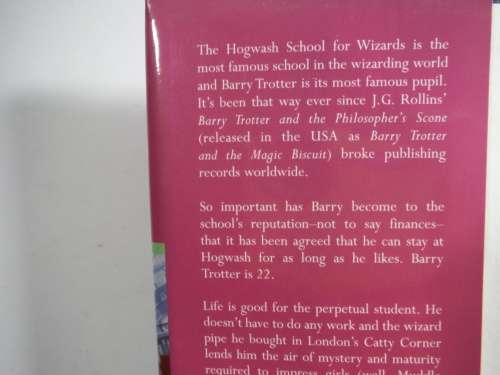 The Hogwash School for Wizards is the
most famous school in the wizarding world
and Barry Trotter is its most famous pupil.
It's been that way ever since J.G. Rollins'
Barry Trotter and the Philosopher's Scone
(released in the USA as Barry Trotter
and the Magic Biscuit) broke publishing
records worldwide.
So important has Barry become to the
school's reputation–not to say finances–
that it has been agreed that he can stay at
Hogwash for as long as he likes. Barry
Trotter is 22.
Life is good for the perpetual student. He
doesn't have to do any work and the wizard
pipe he bought in London's Catty Corner
lends him the air of mystery and maturity
required to impress girls (well, Muddle